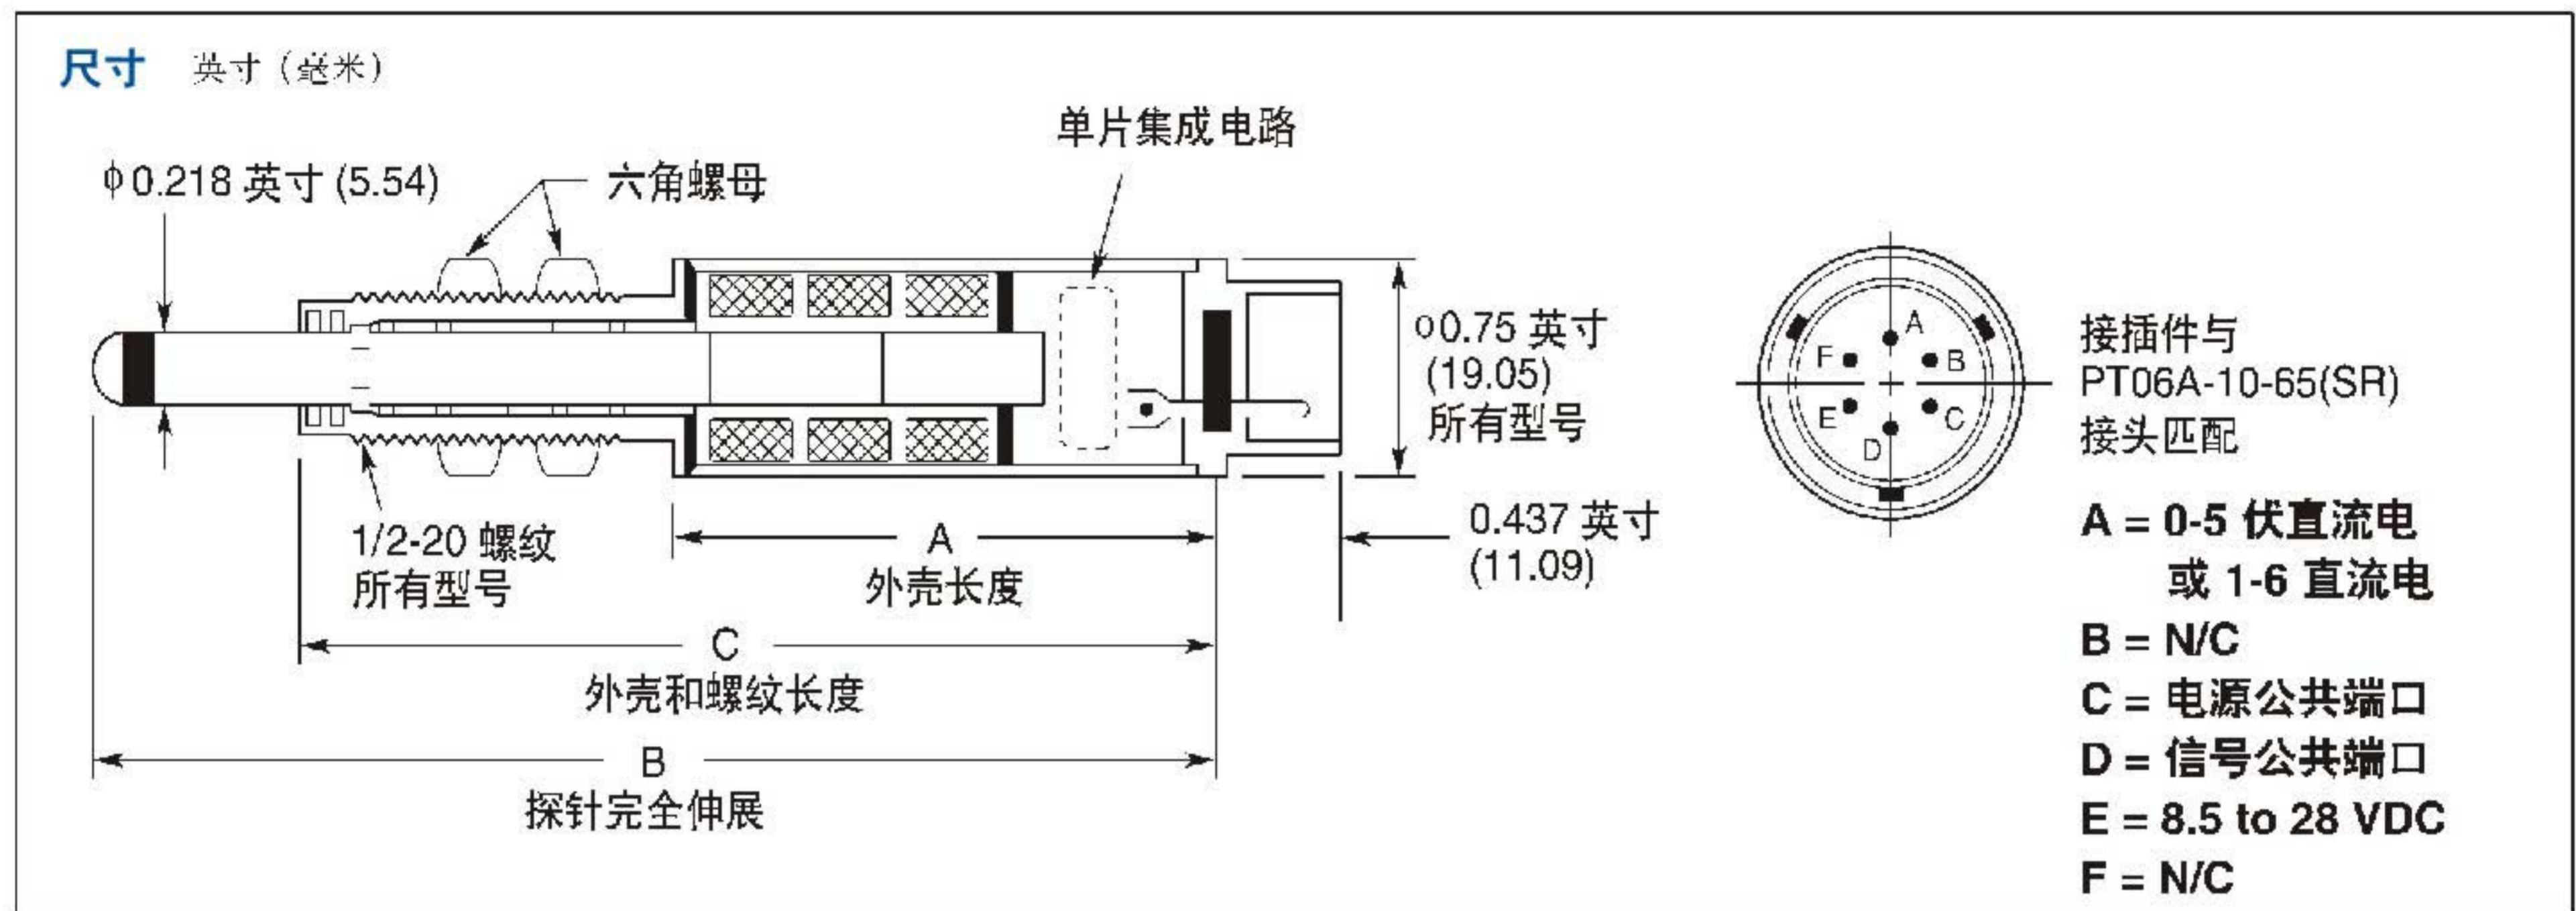 尺寸 英寸（毫米）
单片集成电路
ϕ0.218 英寸 (5.54)
六角螺母
ο0.75 英寸
(19.05)
所有型号
1/2-20 螺纹
所有型号
A
外壳长度
0.437 英寸
(11.09)
C
外壳和螺纹长度
B
探针完全伸展
A
F
B
E
C
D
接插件与
PT06A-10-65(SR)
接头匹配
A = 0-5 伏直流电
或 1-6 直流电
B = N/C
C = 电源公共端口
D = 信号公共端口
E = 8.5 to 28 VDC
F = N/C